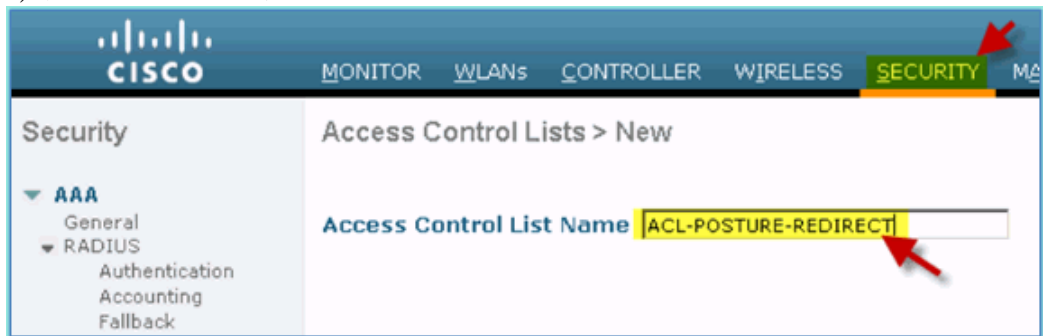 CISCO
MONITOR WLANs CONTROLLER WIRELESS SECURITY
Security
Access Control Lists > New
AAA
General
RADIUS
Authentication
Accounting
Fallback
Access Control List Name ACL-POSTURE-REDIRECT